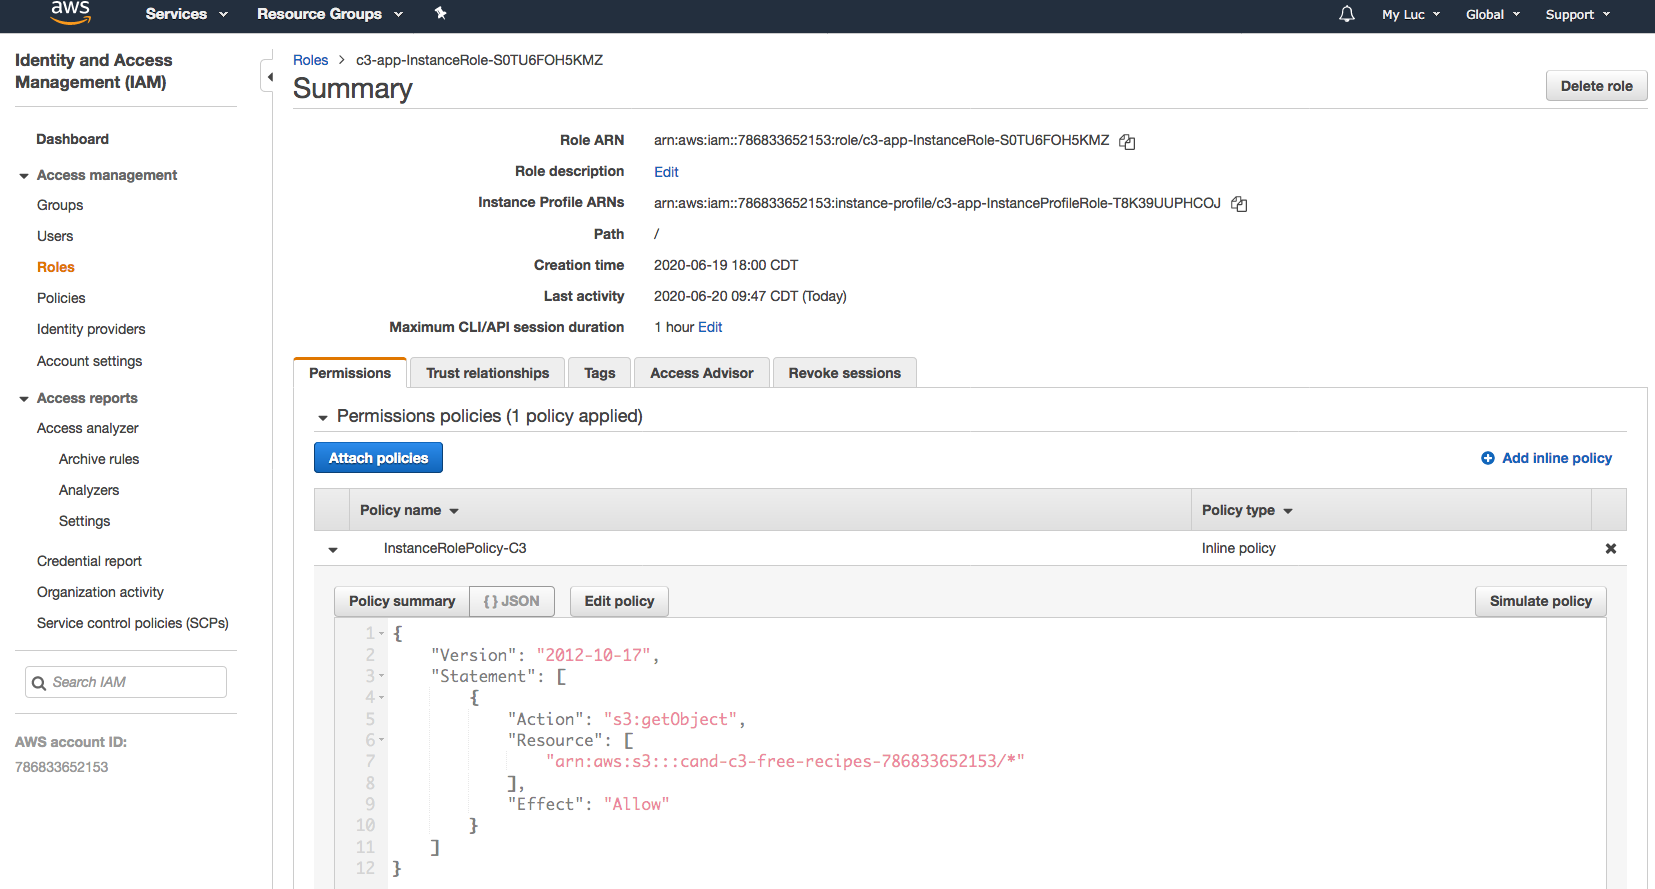 aws Services Resource Groups My Luc Global Support
Identity and Access
Management (IAM)
Dashboard
Access management
Groups
Users
Roles
Policies
Identity providers
Account settings
Access reports
Access analyzer
Archive rules
Analyzers
Settings
Credential report
Organization activity
Service control policies (SCPs)
Search IAM
AWS account ID:
786833652153
Roles > c3-app-InstanceRole-S0TU6FOH5KMZ
Summary
Delete role
Role ARN arn:aws:iam::786833652153:role/c3-app-InstanceRole-S0TU6FOH5KMZ
Role description Edit
Instance Profile ARNs arn:aws:iam::786833652153:instance-profile/c3-app-InstanceProfileRole-T8K39UUPHCOJ
Path /
Creation time 2020-06-19 18:00 CDT
Last activity 2020-06-20 09:47 CDT (Today)
Maximum CLI/API session duration 1 hour Edit
Permissions Trust relationships Tags Access Advisor Revoke sessions
Permissions policies (1 policy applied)
Attach policies Add inline policy
Policy name Policy type
InstanceRolePolicy-C3 Inline policy
Policy summary { } JSON Edit policy Simulate policy
1 {
2 "Version": "2012-10-17",
3 "Statement": [
4 {
5 "Action": "s3:getObject",
6 "Resource": [
7 "arn:aws:s3:::cand-c3-free-recipes-786833652153/*"
8 ],
9 "Effect": "Allow"
10 }
11 ]
12 }